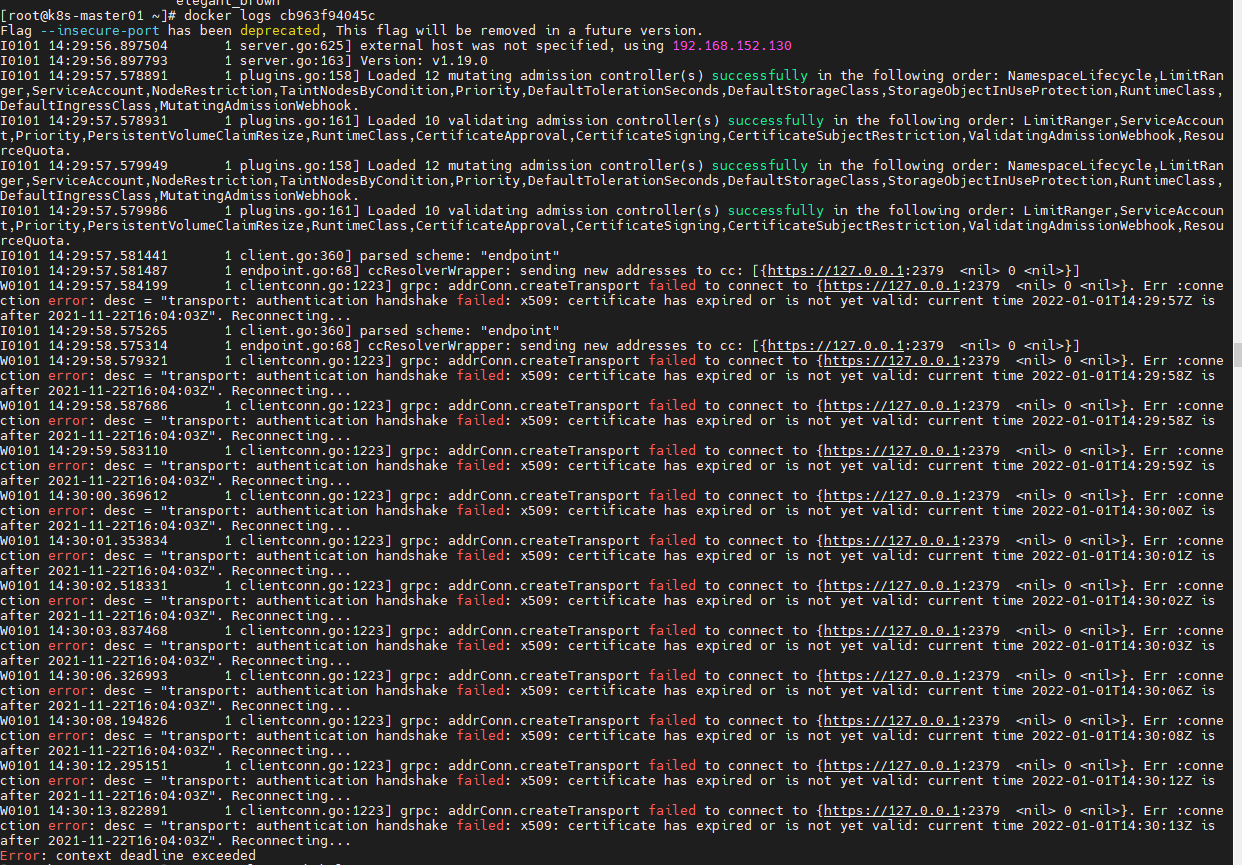 elegant_brown
[root@k8s-master01 ~]# docker logs cb963f94045c
Flag --insecure-port has been deprecated, This flag will be removed in a future version.
I0101 14:29:56.897504       1 server.go:625] external host was not specified, using 192.168.152.130
I0101 14:29:56.897793       1 server.go:163] Version: v1.19.0
I0101 14:29:57.578891       1 plugins.go:158] Loaded 12 mutating admission controller(s) successfully in the following order: NamespaceLifecycle,LimitRan
ger,ServiceAccount,NodeRestriction,TaintNodesByCondition,Priority,DefaultTolerationSeconds,DefaultStorageClass,StorageObjectInUseProtection,RuntimeClass,
DefaultIngressClass,MutatingAdmissionWebhook.
I0101 14:29:57.578931       1 plugins.go:161] Loaded 10 validating admission controller(s) successfully in the following order: LimitRanger,ServiceAccoun
t,Priority,PersistentVolumeClaimResize,RuntimeClass,CertificateApproval,CertificateSigning,CertificateSubjectRestriction,ValidatingAdmissionWebhook,Resou
rceQuota.
I0101 14:29:57.579949       1 plugins.go:158] Loaded 12 mutating admission controller(s) successfully in the following order: NamespaceLifecycle,LimitRan
ger,ServiceAccount,NodeRestriction,TaintNodesByCondition,Priority,DefaultTolerationSeconds,DefaultStorageClass,StorageObjectInUseProtection,RuntimeClass,
DefaultIngressClass,MutatingAdmissionWebhook.
I0101 14:29:57.579986       1 plugins.go:161] Loaded 10 validating admission controller(s) successfully in the following order: LimitRanger,ServiceAccoun
t,Priority,PersistentVolumeClaimResize,RuntimeClass,CertificateApproval,CertificateSigning,CertificateSubjectRestriction,ValidatingAdmissionWebhook,Resou
rceQuota.
I0101 14:29:57.581441       1 client.go:360] parsed scheme: "endpoint"
I0101 14:29:57.581487       1 endpoint.go:68] ccResolverWrapper: sending new addresses to cc: [{https://127.0.0.1:2379  <nil> 0 <nil>}]
W0101 14:29:57.584199       1 clientconn.go:1223] grpc: addrConn.createTransport failed to connect to {https://127.0.0.1:2379  <nil> 0 <nil>}. Err :conne
ction error: desc = "transport: authentication handshake failed: x509: certificate has expired or is not yet valid: current time 2022-01-01T14:29:57Z is
after 2021-11-22T16:04:03Z". Reconnecting...
I0101 14:29:58.575265       1 client.go:360] parsed scheme: "endpoint"
I0101 14:29:58.575314       1 endpoint.go:68] ccResolverWrapper: sending new addresses to cc: [{https://127.0.0.1:2379  <nil> 0 <nil>}]
W0101 14:29:58.579321       1 clientconn.go:1223] grpc: addrConn.createTransport failed to connect to {https://127.0.0.1:2379  <nil> 0 <nil>}. Err :conne
ction error: desc = "transport: authentication handshake failed: x509: certificate has expired or is not yet valid: current time 2022-01-01T14:29:58Z is
after 2021-11-22T16:04:03Z". Reconnecting...
W0101 14:29:58.587686       1 clientconn.go:1223] grpc: addrConn.createTransport failed to connect to {https://127.0.0.1:2379  <nil> 0 <nil>}. Err :conne
ction error: desc = "transport: authentication handshake failed: x509: certificate has expired or is not yet valid: current time 2022-01-01T14:29:58Z is
after 2021-11-22T16:04:03Z". Reconnecting...
W0101 14:29:59.583110       1 clientconn.go:1223] grpc: addrConn.createTransport failed to connect to {https://127.0.0.1:2379  <nil> 0 <nil>}. Err :conne
ction error: desc = "transport: authentication handshake failed: x509: certificate has expired or is not yet valid: current time 2022-01-01T14:29:59Z is
after 2021-11-22T16:04:03Z". Reconnecting...
W0101 14:30:00.369612       1 clientconn.go:1223] grpc: addrConn.createTransport failed to connect to {https://127.0.0.1:2379  <nil> 0 <nil>}. Err :conne
ction error: desc = "transport: authentication handshake failed: x509: certificate has expired or is not yet valid: current time 2022-01-01T14:30:00Z is
after 2021-11-22T16:04:03Z". Reconnecting...
W0101 14:30:01.353834       1 clientconn.go:1223] grpc: addrConn.createTransport failed to connect to {https://127.0.0.1:2379  <nil> 0 <nil>}. Err :conne
ction error: desc = "transport: authentication handshake failed: x509: certificate has expired or is not yet valid: current time 2022-01-01T14:30:01Z is
after 2021-11-22T16:04:03Z". Reconnecting...
W0101 14:30:02.518331       1 clientconn.go:1223] grpc: addrConn.createTransport failed to connect to {https://127.0.0.1:2379  <nil> 0 <nil>}. Err :conne
ction error: desc = "transport: authentication handshake failed: x509: certificate has expired or is not yet valid: current time 2022-01-01T14:30:02Z is
after 2021-11-22T16:04:03Z". Reconnecting...
W0101 14:30:03.837468       1 clientconn.go:1223] grpc: addrConn.createTransport failed to connect to {https://127.0.0.1:2379  <nil> 0 <nil>}. Err :conne
ction error: desc = "transport: authentication handshake failed: x509: certificate has expired or is not yet valid: current time 2022-01-01T14:30:03Z is
after 2021-11-22T16:04:03Z". Reconnecting...
W0101 14:30:06.326993       1 clientconn.go:1223] grpc: addrConn.createTransport failed to connect to {https://127.0.0.1:2379  <nil> 0 <nil>}. Err :conne
ction error: desc = "transport: authentication handshake failed: x509: certificate has expired or is not yet valid: current time 2022-01-01T14:30:06Z is
after 2021-11-22T16:04:03Z". Reconnecting...
W0101 14:30:08.194826       1 clientconn.go:1223] grpc: addrConn.createTransport failed to connect to {https://127.0.0.1:2379  <nil> 0 <nil>}. Err :conne
ction error: desc = "transport: authentication handshake failed: x509: certificate has expired or is not yet valid: current time 2022-01-01T14:30:08Z is
after 2021-11-22T16:04:03Z". Reconnecting...
W0101 14:30:12.295151       1 clientconn.go:1223] grpc: addrConn.createTransport failed to connect to {https://127.0.0.1:2379  <nil> 0 <nil>}. Err :conne
ction error: desc = "transport: authentication handshake failed: x509: certificate has expired or is not yet valid: current time 2022-01-01T14:30:12Z is
after 2021-11-22T16:04:03Z". Reconnecting...
W0101 14:30:13.822891       1 clientconn.go:1223] grpc: addrConn.createTransport failed to connect to {https://127.0.0.1:2379  <nil> 0 <nil>}. Err :conne
ction error: desc = "transport: authentication handshake failed: x509: certificate has expired or is not yet valid: current time 2022-01-01T14:30:13Z is
after 2021-11-22T16:04:03Z". Reconnecting...
Error: context deadline exceeded